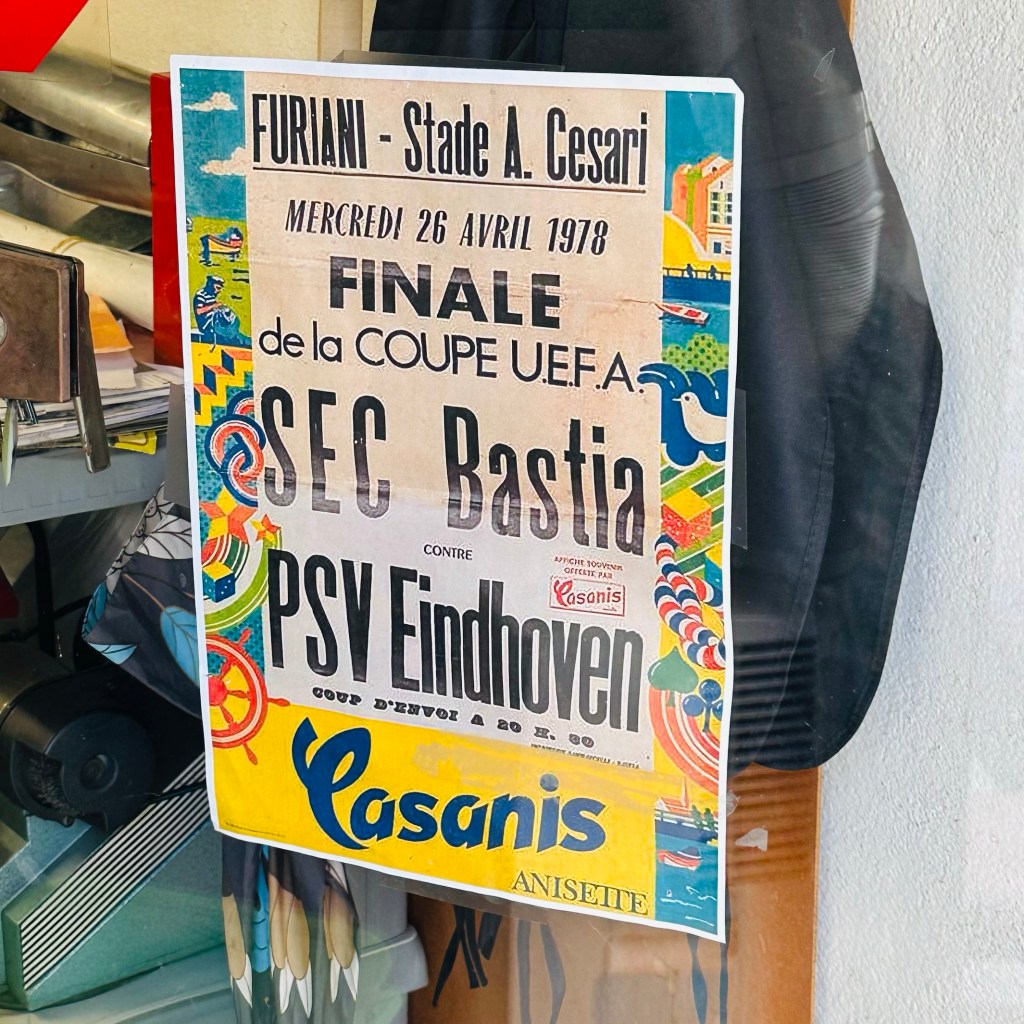 FURIANI - Stade A. Cesari
MERCREDI 26 AVRIL 1978
FINALE
de la COUPE U.E.F.A.
SEC Bastia
CONTRE
AFFICHE SOUVENIR
OFFERTE PAR
Casanis
PSV Eindhoven
COUP D'ENVOI A 20 H. 30
Casanis
ANISETTE